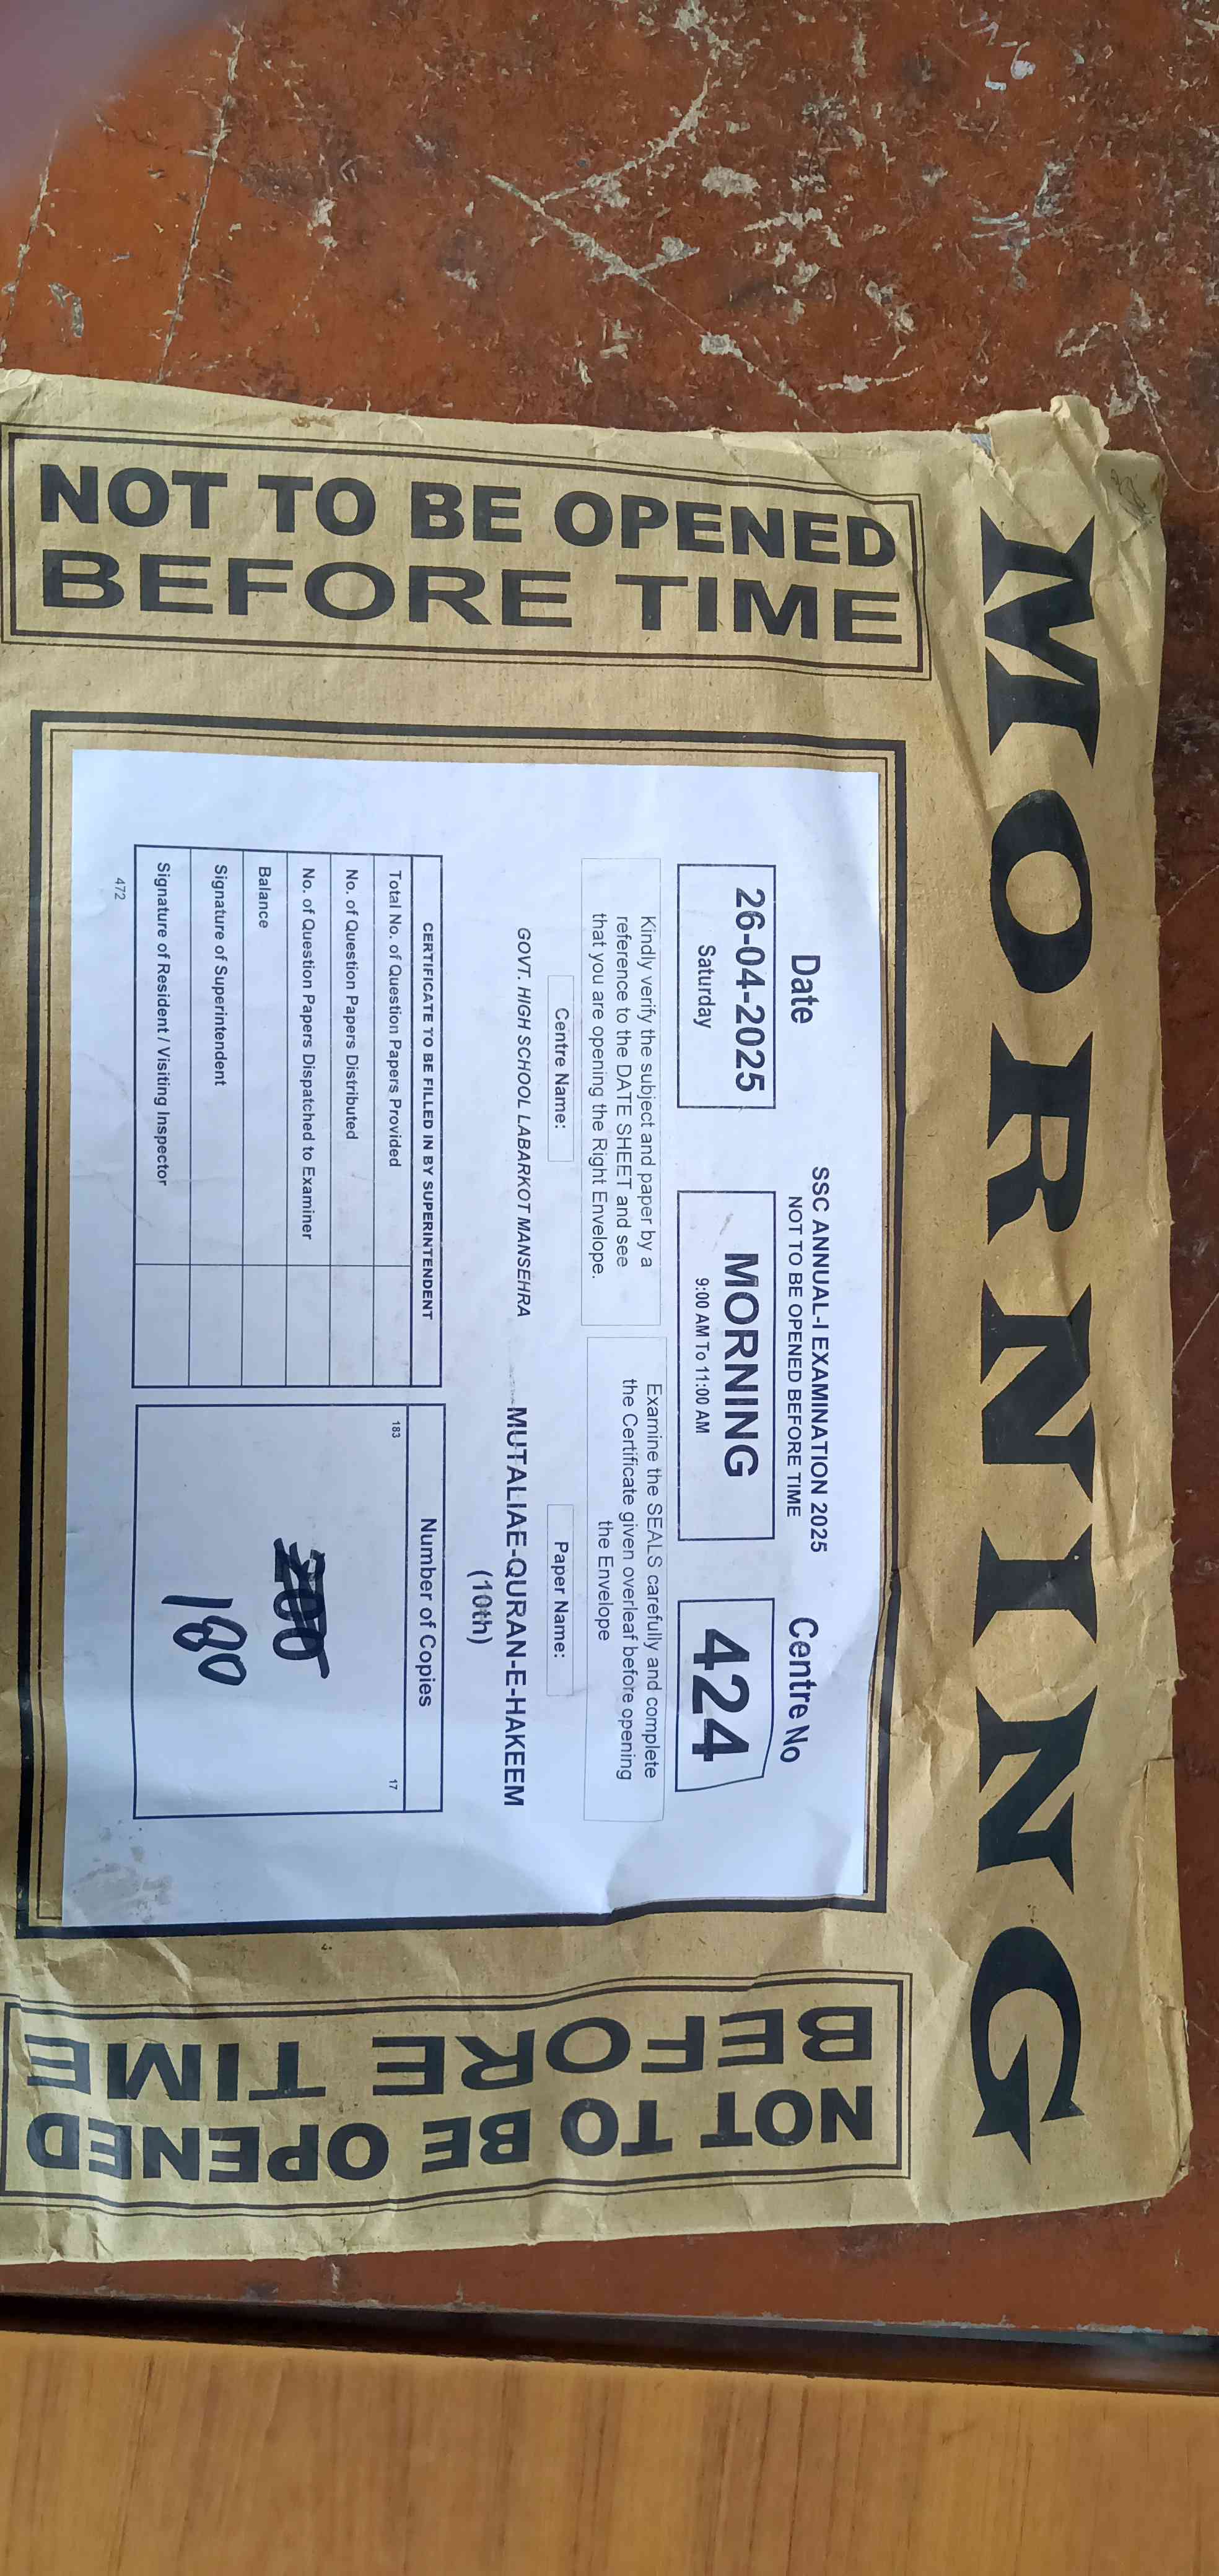 MORNING
NOT TO BE OPENED
BEFORE TIME
SSC ANNUAL-I EXAMINATION 2025
NOT TO BE OPENED BEFORE TIME
Date
26-04-2025
Saturday
MORNING
9:00 AM To 11:00 AM
Centre No
424
Kindly verify the subject and paper by a
reference to the DATE SHEET and see
that you are opening the Right Envelope.
Examine the SEALS carefully and complete
the Certificate given overleaf before opening
the Envelope
Centre Name:
Paper Name:
GOVT. HIGH SCHOOL LABARKOT MANSEHRA
MUTALIAE-QURAN-E-HAKEEM
(10th)
CERTIFICATE TO BE FILLED IN BY SUPERINTENDENT
Total No. of Question Papers Provided
No. of Question Papers Distributed
No. of Question Papers Dispatched to Examiner
Balance
Signature of Superintendent
Signature of Resident / Visiting Inspector
472
Number of Copies
183 17
200
180
NOT TO BE OPENED
BEFORE TIME